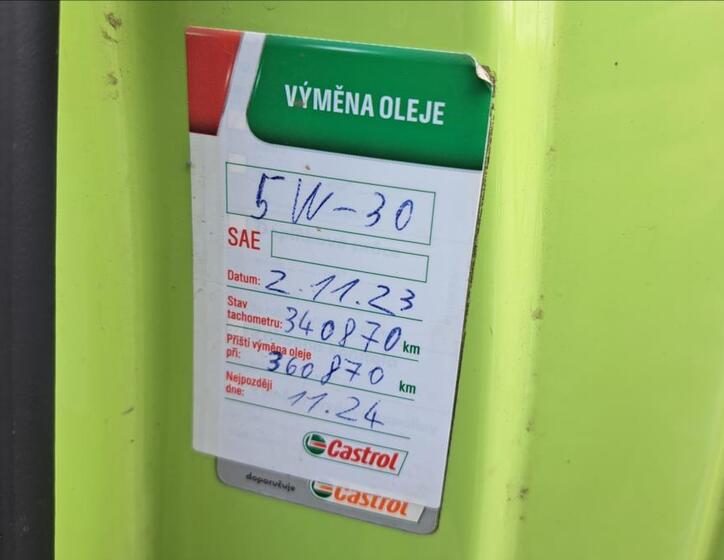 VÝMĚNA OLEJE
5W-30
SAE
Datum: 2.11.23
Stav
tachometru: 340870 km
Příští výměna oleje
při: 360870 km
Nejpozději
dne: 11.24
Castrol
doporučuje Castrol